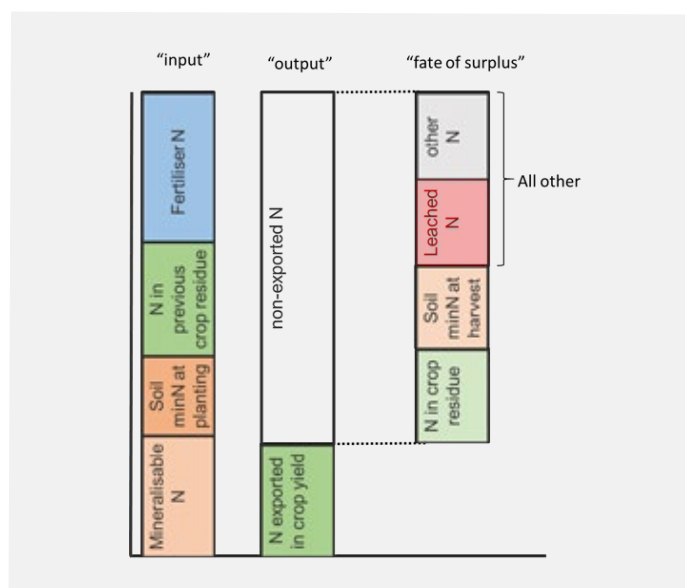 “input”
“output”
“fate of surplus”
Fertiliser N
N in
previous
crop residue
Soil
minN at
planting
Mineralisable
N
non-exported N
N exported
in crop yield
other
N
Leached
N
Soil
minN at
harvest
N in crop
residue
All other